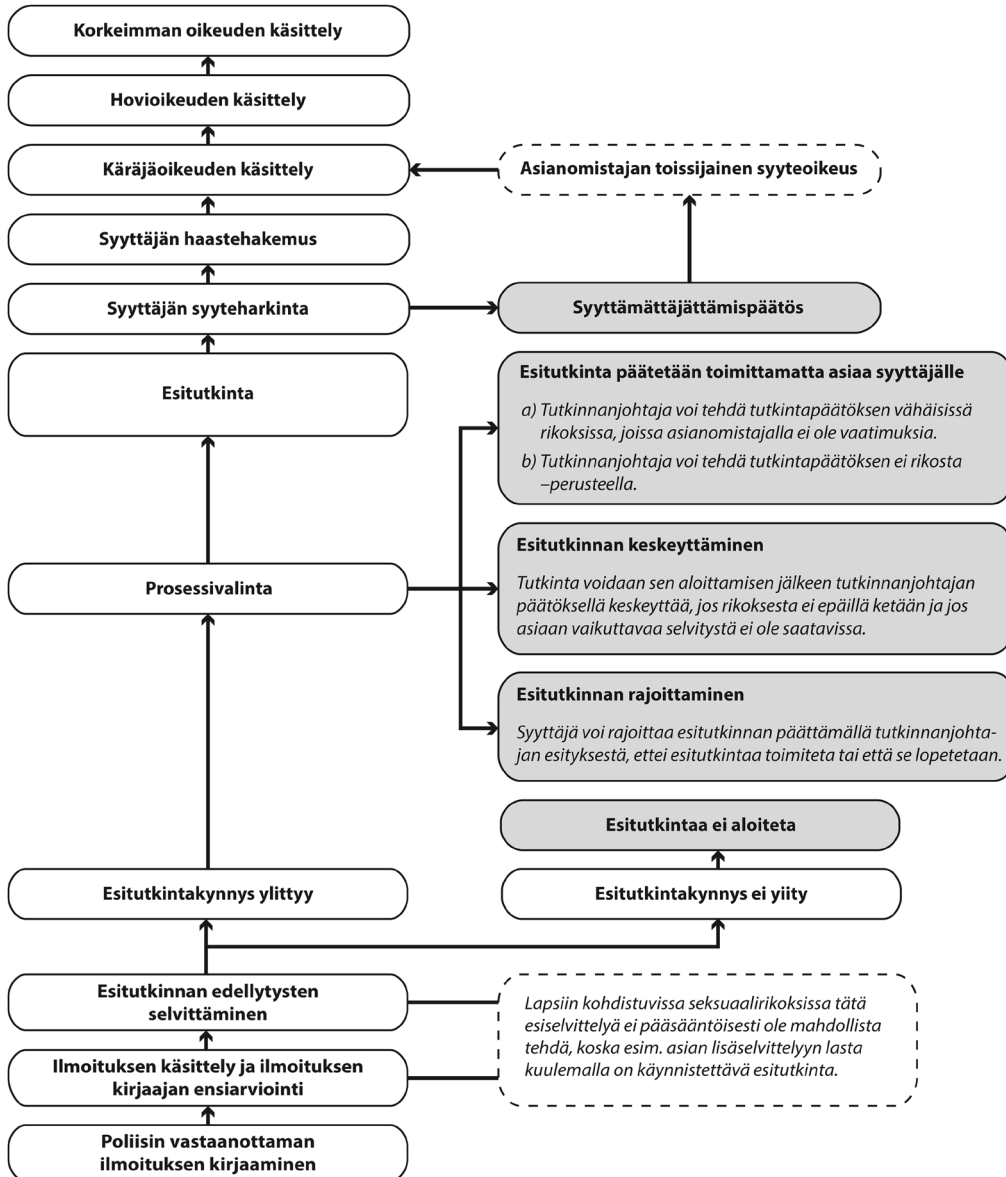 Korkeimman oikeuden käsittely
Hovioikeuden käsittely
Käräjäoikeuden käsittely
Asianomistajan toissijainen syyteoikeus
Syyttäjän haastehakemus
Syyttäjän syyteharkinta
Syyttämättäjättämispäätös
Esitutkinta
Esitutkinta päätetään toimittamatta asiaa syyttäjälle
a) Tutkinnanjohtaja voi tehdä tutkintapäätöksen vähäisissä
rikoksissa, joissa asianomistajalla ei ole vaatimuksia.
b) Tutkinnanjohtaja voi tehdä tutkintapäätöksen ei rikosta
–perusteella.
Prosessivalinta
Esitutkinnan keskeyttäminen
Tutkinta voidaan sen aloittamisen jälkeen tutkinnanjohtajan
päätöksellä keskeyttää, jos rikoksesta ei epäillä ketään ja jos
asiaan vaikuttavaa selvitystä ei ole saatavissa.
Esitutkinnan rajoittaminen
Syyttäjä voi rajoittaa esitutkinnan päättämällä tutkinnanjohta-
jan esityksestä, ettei esitutkintaa toimiteta tai että se lopetetaan.
Esitutkintaa ei aloiteta
Esitutkintakynnys ylittyy
Esitutkintakynnys ei yiity
Esitutkinnan edellytysten
selvittäminen
Lapsiin kohdistuvissa seksuaalirikoksissa tätä
esiselvittelyä ei pääsääntöisesti ole mahdollista
tehdä, koska esim. asian lisäselvittelyyn lasta
kuulemalla on käynnistettävä esitutkinta.
Ilmoituksen käsittely ja ilmoituksen
kirjaajan ensiarviointi
Poliisin vastaanottaman
ilmoituksen kirjaaminen